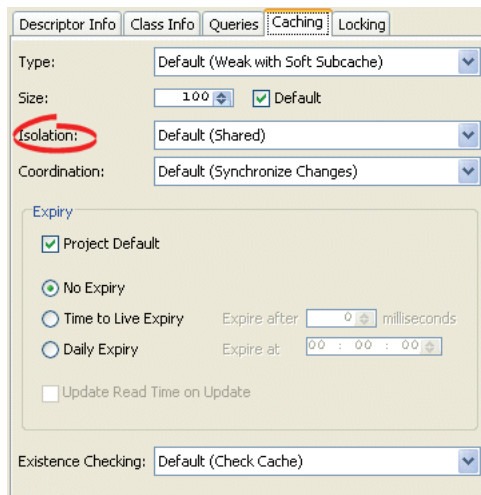 Descriptor Info Class Info Queries Caching Locking
Type: Default (Weak with Soft Subcache)
Size: 100 Default
Isolation: Default (Shared)
Coordination: Default (Synchronize Changes)
Expiry
Project Default
No Expiry
Time to Live Expiry Expire after 0 milliseconds
Daily Expiry Expire at 00 : 00 : 00
Update Read Time on Update
Existence Checking: Default (Check Cache)